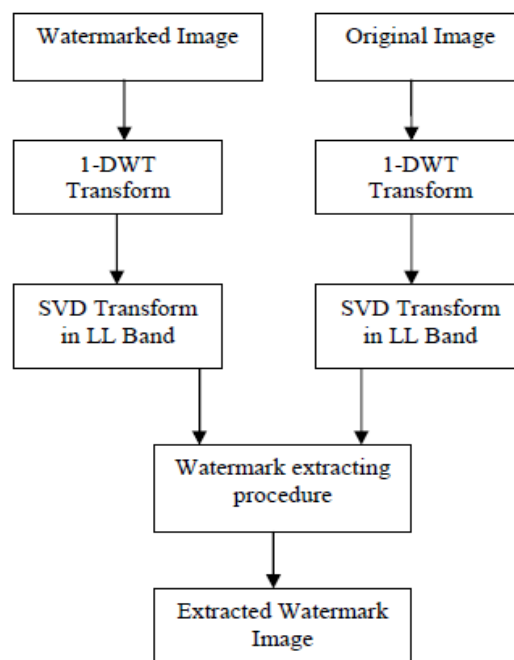 Watermarked Image
Original Image
1-DWT
Transform
1-DWT
Transform
SVD Transform
in LL Band
SVD Transform
in LL Band
Watermark extracting
procedure
Extracted Watermark
Image